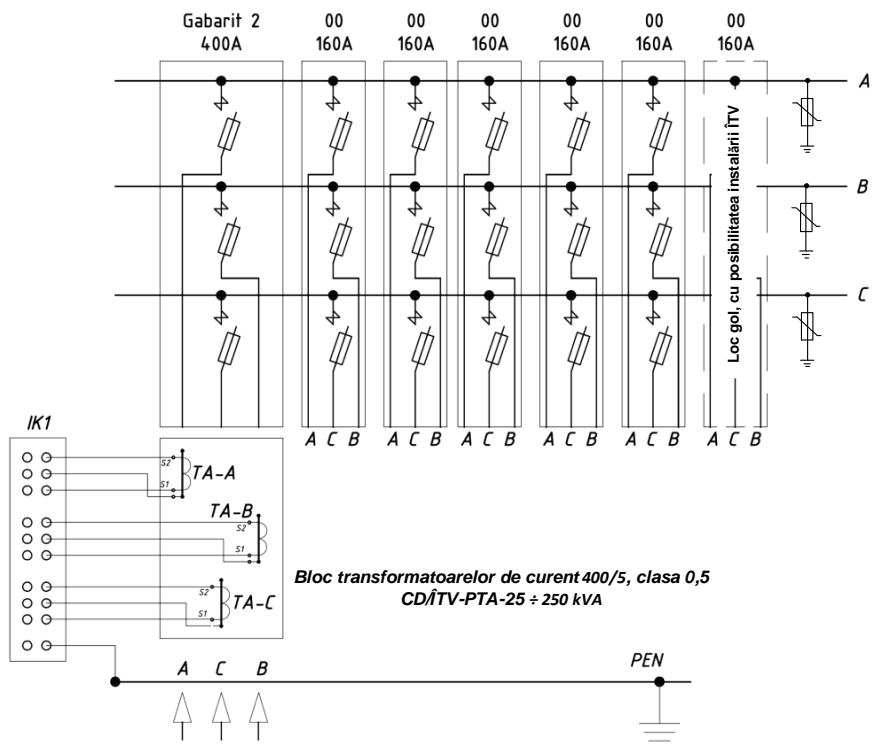 Gabarit 2 00 00 00 00 00 00
400A 160A 160A 160A 160A 160A 160A
A
B
C
Loc gol, cu posibilitatea instalării ÎTV
IK1
A C B A C B A C B A C B A C B A C B
S2
TA-A
S1
TA-B
S2
S1
S2
TA-C
S1
Bloc transformatoarelor de curent 400/5, clasa 0,5
CD/ÎTV-PTA-25 ÷ 250 kVA
A C B
PEN